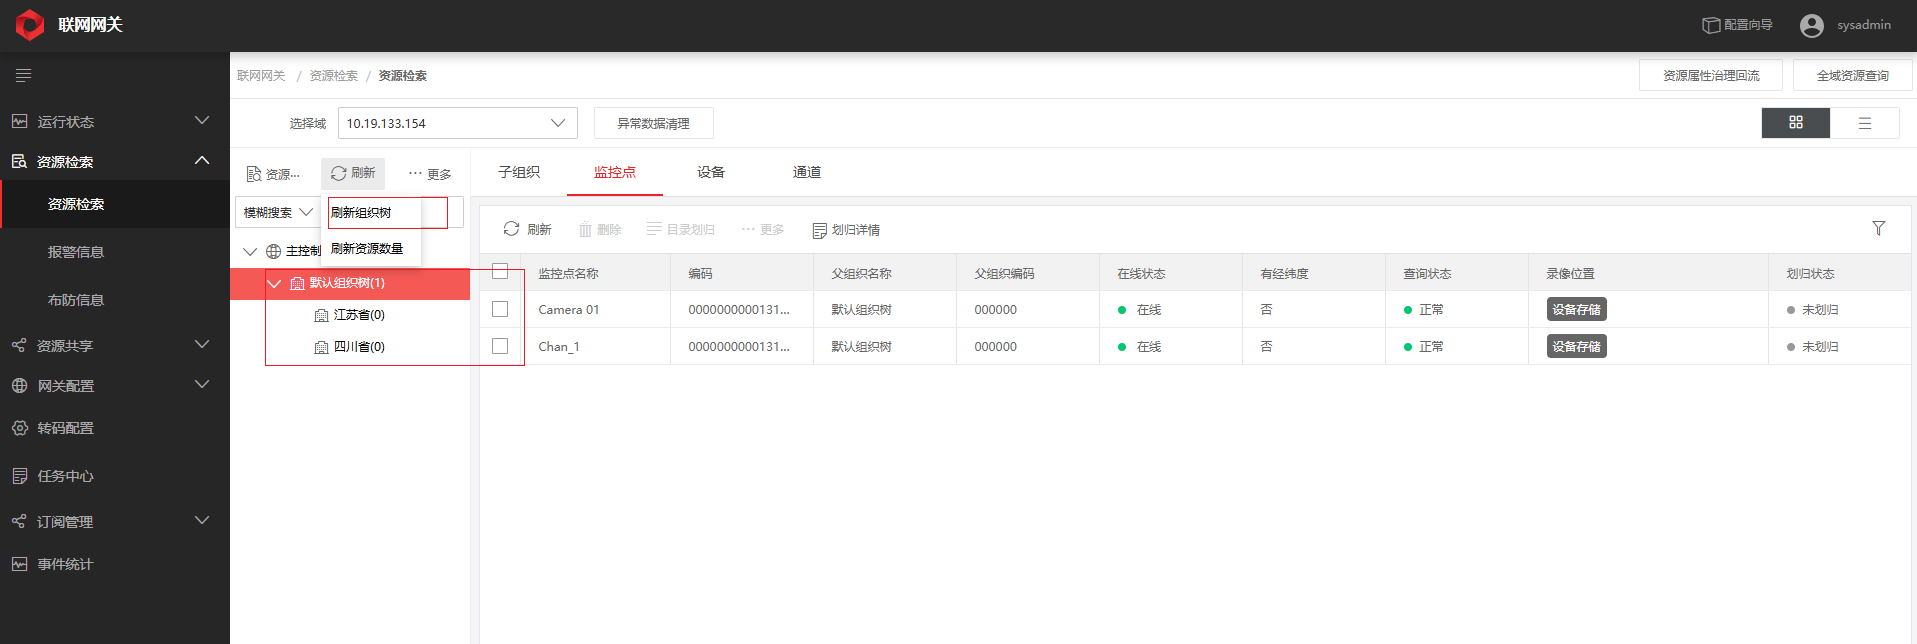 联网网关
配置向导
sysadmin
联网网关 / 资源检索 / 资源检索
资源属性治理回流
全域资源查询
运行状态
资源检索
资源检索
报警信息
布防信息
资源共享
网关配置
转码配置
任务中心
订阅管理
事件统计
选择域
10.19.133.154
异常数据清理
资源...
刷新
··· 更多
模糊搜索
刷新组织树
刷新资源数量
主控制
默认组织树(1)
江苏省(0)
四川省(0)
子组织
监控点
设备
通道
刷新
删除
目录划归
··· 更多
划归详情
监控点名称 编码 父组织名称 父组织编码 在线状态 有经纬度 查询状态 录像位置 划归状态
Camera 01 0000000000131... 默认组织树 000000 在线 否 正常 设备存储 未划归
Chan_1 0000000000131... 默认组织树 000000 在线 否 正常 设备存储 未划归